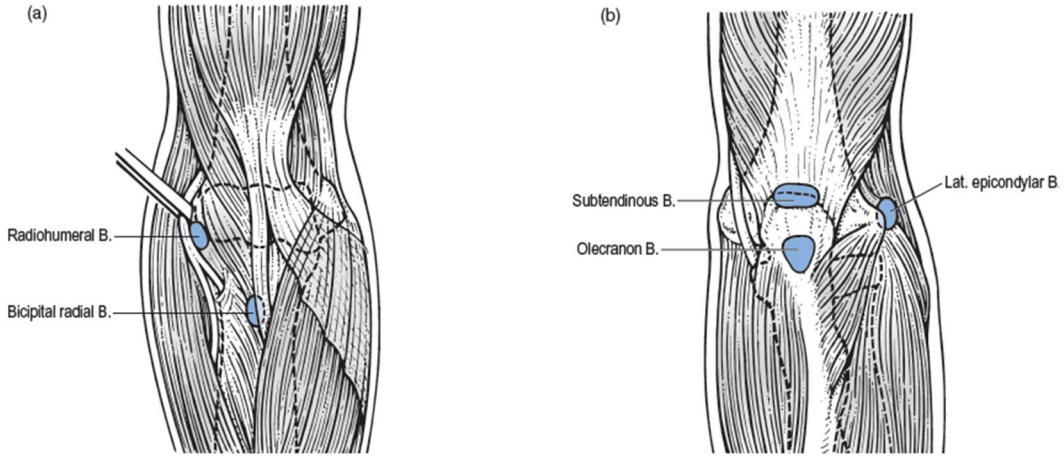 (a)
Radiohumeral B.
Bicipital radial B.
(b)
Subtendinous B.
Olecranon B.
Lat. epicondylar B.